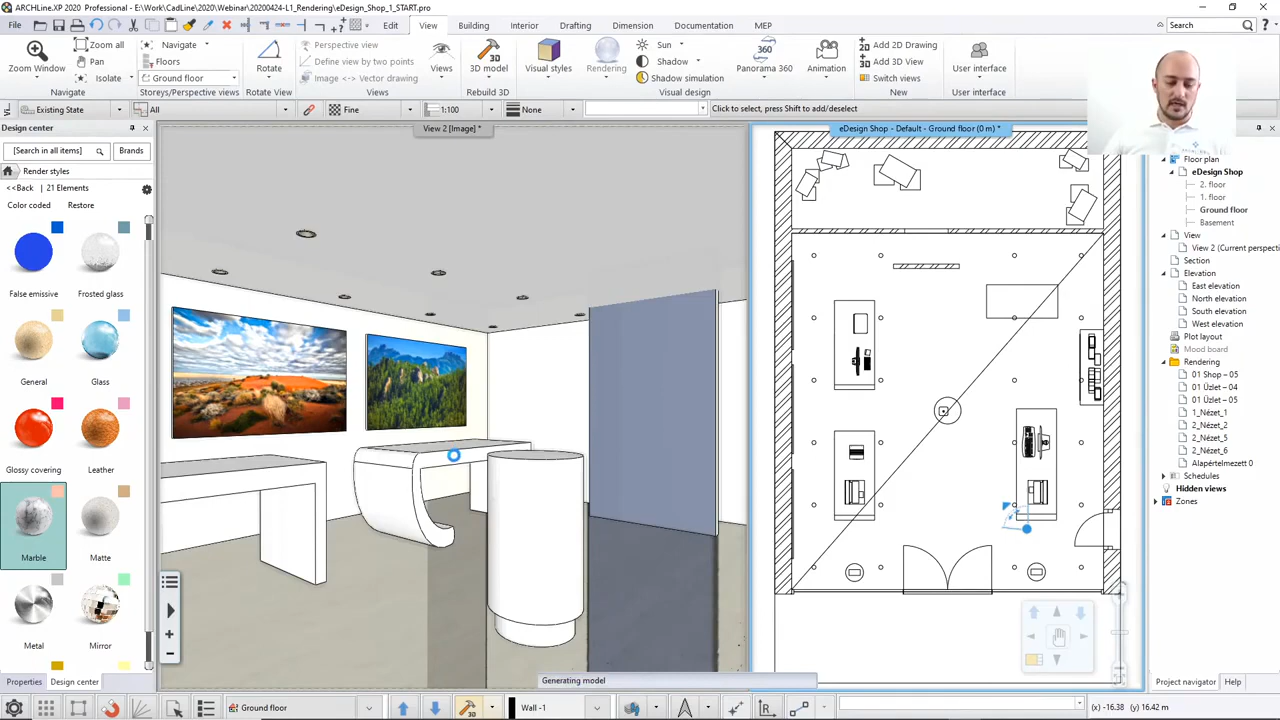 ARCHLine.XP 2020 Professional - E:\Work\CadLine\Webinar\20200424-L1_Rendering\eDesign_Shop_1_START.pro
File Edit View Building Interior Drafting Dimension Documentation MEP Search
Zoom all Navigate Perspective view Sun Add 2D Drawing
Pan Floors Define view by two points Shadow Add 3D View
Zoom Window Isolate Ground floor Rotate Image <-> Vector drawing Views 3D model Visual styles Rendering Shadow simulation Panorama 360 Animation Switch views User interface
Navigate Storeys/Perspective views Rotate View Views Rebuild 3D Visual design New User interface
Existing State All Fine 1:100 None Click to select, press Shift to add/deselect
Design center View 2 [Image] * eDesign Shop - Default - Ground floor (0 m) *
[Search in all items] Brands
Render styles
<<Back 21 Elements
Color coded Restore
False emissive Frosted glass
General Glass
Glossy covering Leather
Marble Matte
Metal Mirror
Properties Design center
Generating model
Floor plan
eDesign Shop
2. floor
1. floor
Ground floor
Basement
View
View 2 (Current perspecti
Section
Elevation
East elevation
North elevation
South elevation
West elevation
Plot layout
Mood board
Rendering
01 Shop – 05
01 Üzlet – 04
01 Üzlet – 05
1_Nézet_1
2_Nézet_2
2_Nézet_5
2_Nézet_6
Alapértelmezett 0
Schedules
Hidden views
Zones
Project navigator Help
Ground floor Wall -1 (x) -16.38 (y) 16.42 m